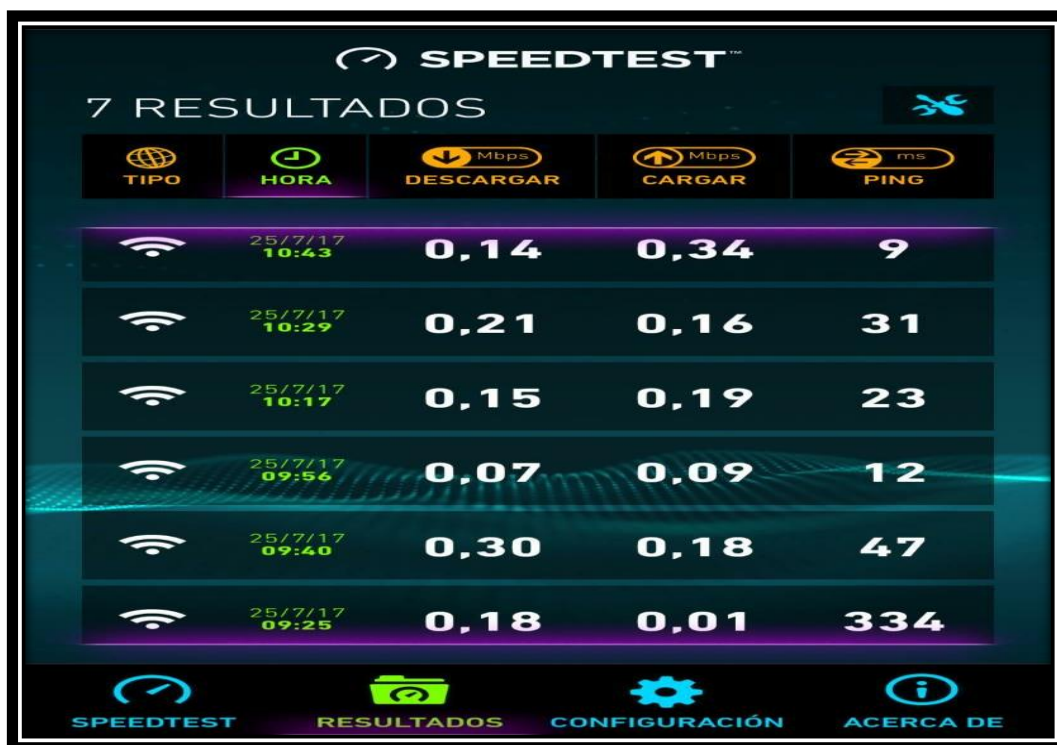 SPEEDTEST™
7 RESULTADOS
TIPO HORA Mbps DESCARGAR Mbps CARGAR ms PING
25/7/17 10:43 0,14 0,34 9
25/7/17 10:29 0,21 0,16 31
25/7/17 10:17 0,15 0,19 23
25/7/17 09:56 0,07 0,09 12
25/7/17 09:40 0,30 0,18 47
25/7/17 09:25 0,18 0,01 334
SPEEDTEST RESULTADOS CONFIGURACIÓN ACERCA DE